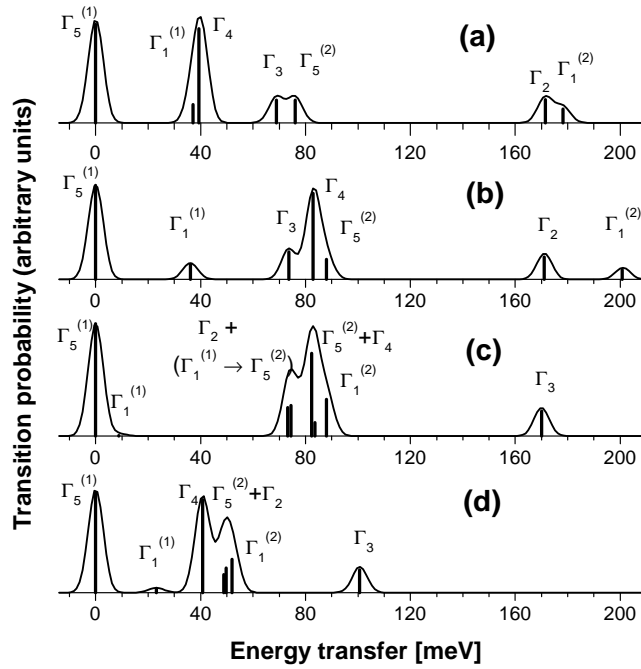 Transition probability (arbitrary units)
Γ₅⁽¹⁾
Γ₁⁽¹⁾
Γ₄
Γ₃
Γ₅⁽²⁾
(a)
Γ₂
Γ₁⁽²⁾
0 40 80 120 160 200
Γ₅⁽¹⁾
Γ₁⁽¹⁾
Γ₃
Γ₄
Γ₅⁽²⁾
(b)
Γ₂
Γ₁⁽²⁾
0 40 80 120 160 200
Γ₅⁽¹⁾
Γ₁⁽¹⁾
Γ₂ +
(Γ₁⁽¹⁾ → Γ₅⁽²⁾)
Γ₅⁽²⁾+Γ₄
Γ₁⁽²⁾
(c)
Γ₃
0 40 80 120 160 200
Γ₅⁽¹⁾
Γ₁⁽¹⁾
Γ₄
Γ₅⁽²⁾+Γ₂
Γ₁⁽²⁾
Γ₃
(d)
0 40 80 120 160 200
Energy transfer [meV]